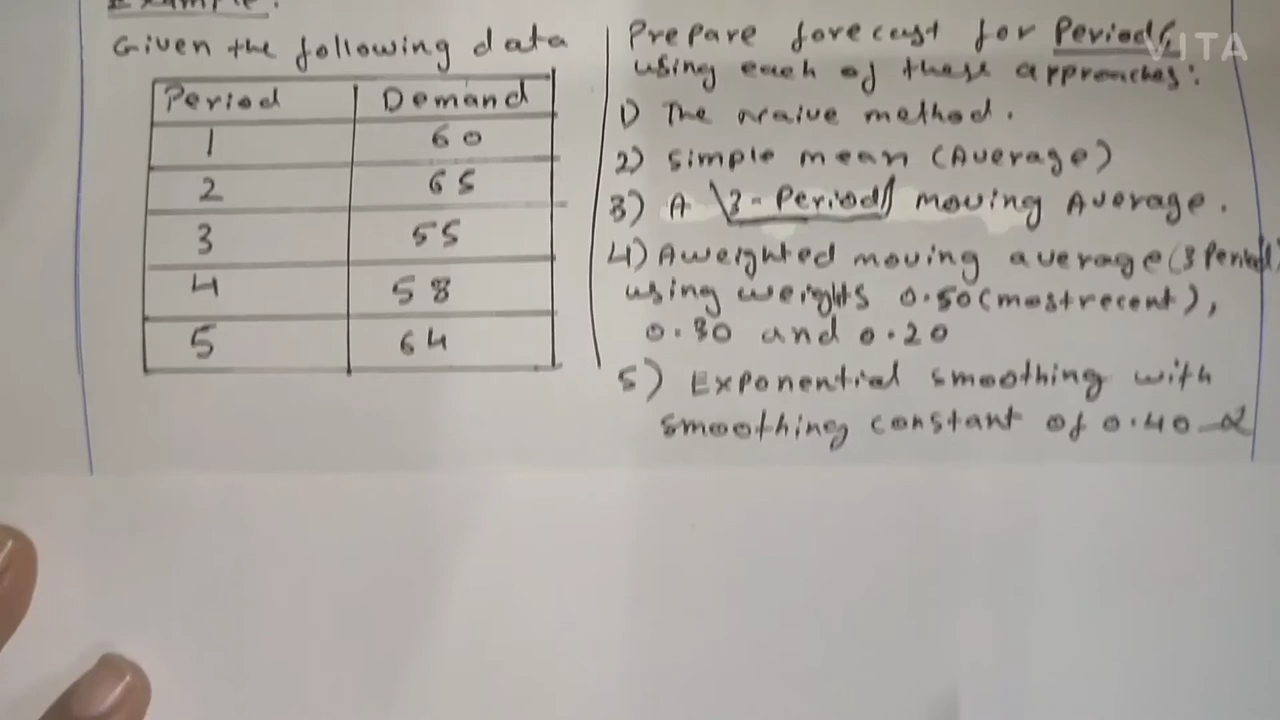 Example:
Given the following data
Period Demand
1 60
2 65
3 55
4 58
5 64
Prepare forecast for Period 6
using each of these approaches:
1) The naive method.
2) simple mean (Average)
3) A 3-Period moving Average.
4) A weighted moving average (3 Period)
using weights 0.50 (most recent),
0.30 and 0.20
5) Exponential smoothing with
smoothing constant of 0.40 α
VITA